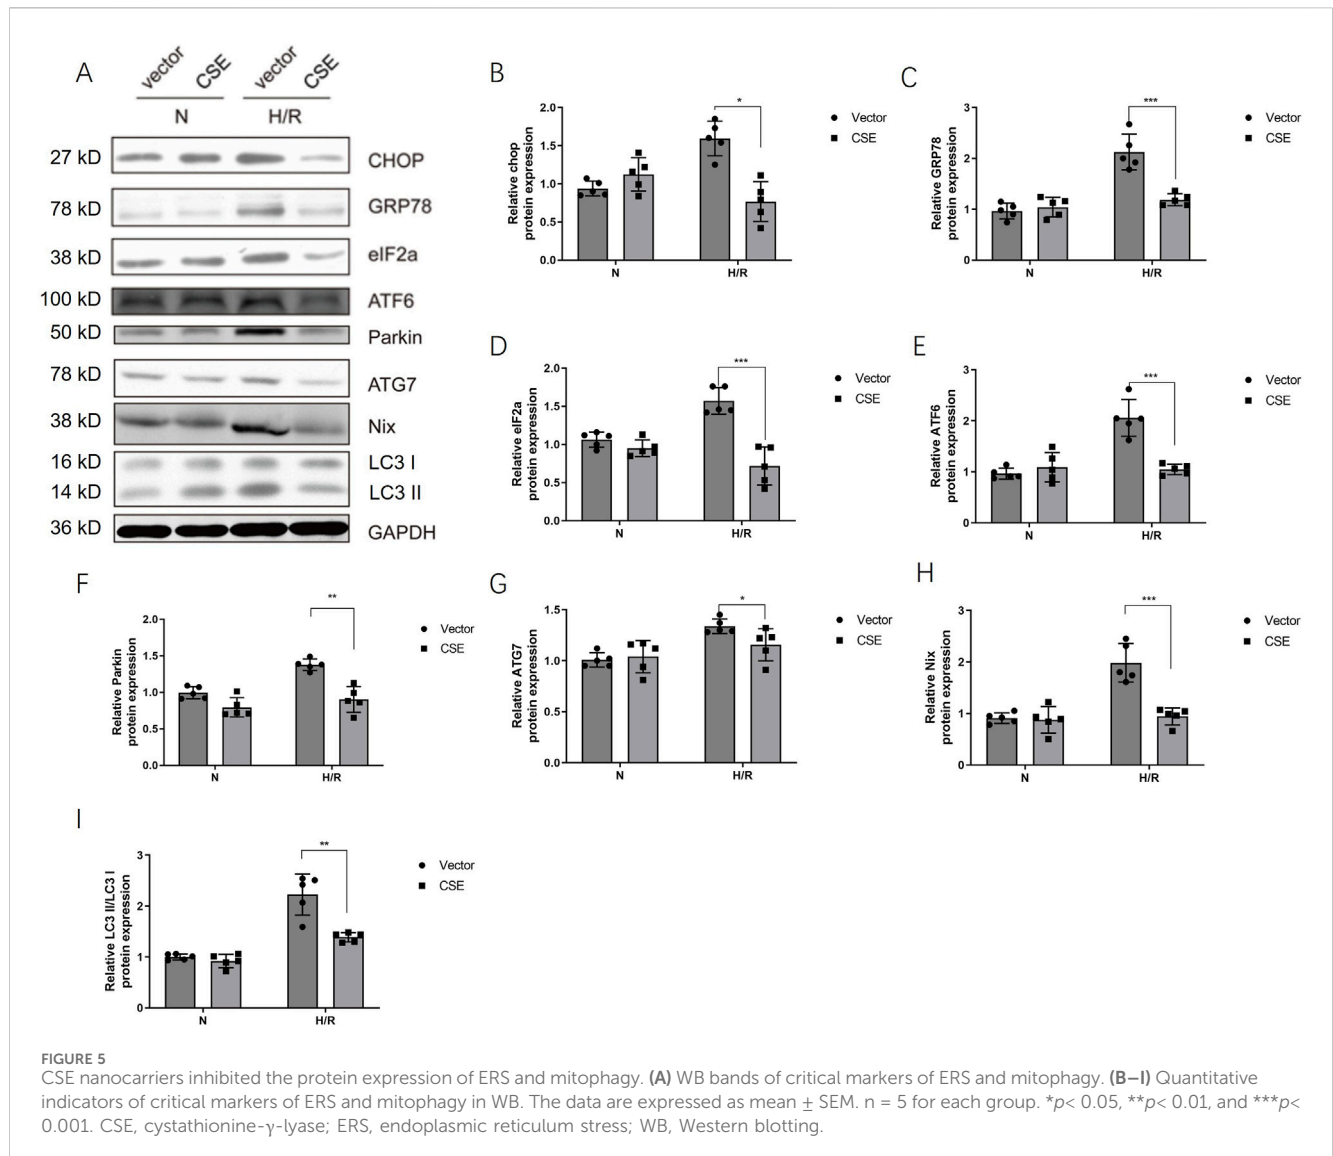 A
vector CSE vector CSE
N H/R
27 kD CHOP
78 kD GRP78
38 kD eIF2a
100 kD ATF6
50 kD Parkin
78 kD ATG7
38 kD Nix
16 kD LC3 I
14 kD LC3 II
36 kD GAPDH
B
Relative chop
protein expression
2.0
1.5
1.0
0.5
0.0
*
N H/R
Vector
CSE
C
Relative GRP78
protein expression
3
2
1
0
***
N H/R
Vector
CSE
D
Relative eIF2a
protein expression
2.0
1.5
1.0
0.5
0.0
***
N H/R
Vector
CSE
E
Relative ATF6
protein expression
3
2
1
0
***
N H/R
Vector
CSE
F
Relative Parkin
protein expression
2.0
1.5
1.0
0.5
0.0
**
N H/R
Vector
CSE
G
Relative ATG7
protein expression
1.5
1.0
0.5
0.0
*
N H/R
Vector
CSE
H
Relative Nix
protein expression
3
2
1
0
***
N H/R
Vector
CSE
I
Relative LC3 II/LC3 I
protein expression
3
2
1
0
**
N H/R
Vector
CSE
FIGURE 5
CSE nanocarriers inhibited the protein expression of ERS and mitophagy. (A) WB bands of critical markers of ERS and mitophagy. (B–I) Quantitative
indicators of critical markers of ERS and mitophagy in WB. The data are expressed as mean ± SEM. n = 5 for each group. *p< 0.05, **p< 0.01, and ***p<
0.001. CSE, cystathionine-γ-lyase; ERS, endoplasmic reticulum stress; WB, Western blotting.